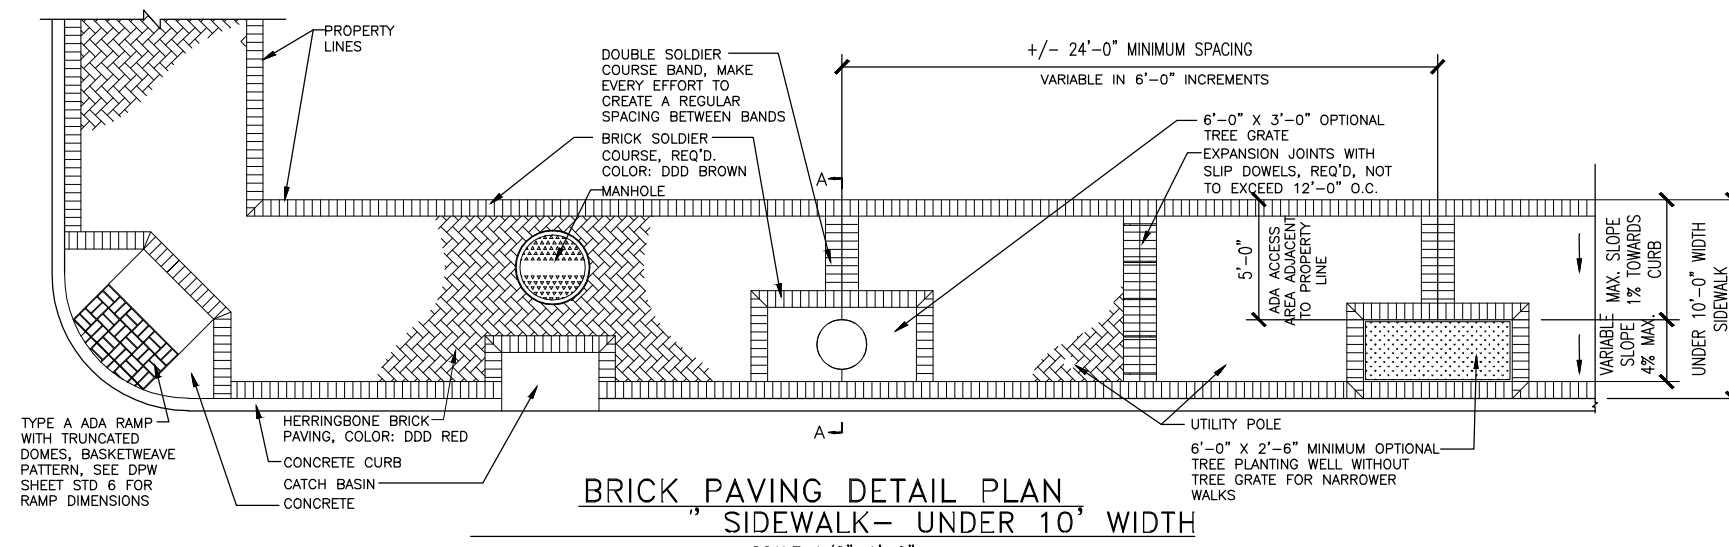 PROPERTY
LINES
DOUBLE SOLDIER
COURSE BAND, MAKE
EVERY EFFORT TO
CREATE A REGULAR
SPACING BETWEEN BANDS
BRICK SOLDIER
COURSE, REQ'D.
COLOR: DDD BROWN
MANHOLE
+/- 24'-0" MINIMUM SPACING
VARIABLE IN 6'-0" INCREMENTS
6'-0" X 3'-0" OPTIONAL
TREE GRATE
EXPANSION JOINTS WITH
SLIP DOWELS, REQ'D, NOT
TO EXCEED 12'-0" O.C.
A
A
5'-0"
ADA ACCESS
AREA ADJACENT
TO PROPERTY
LINE
MAX. SLOPE
1% TOWARDS
CURB
VARIABLE
SLOPE
4% MAX.
UNDER 10'-0" WIDTH
SIDEWALK
TYPE A ADA RAMP
WITH TRUNCATED
DOMES, BASKETWEAVE
PATTERN, SEE DPW
SHEET STD 6 FOR
RAMP DIMENSIONS
HERRINGBONE BRICK
PAVING, COLOR: DDD RED
CONCRETE CURB
CATCH BASIN
CONCRETE
UTILITY POLE
6'-0" X 2'-6" MINIMUM OPTIONAL
TREE PLANTING WELL WITHOUT
TREE GRATE FOR NARROWER
WALKS
BRICK PAVING DETAIL PLAN
" SIDEWALK- UNDER 10' WIDTH